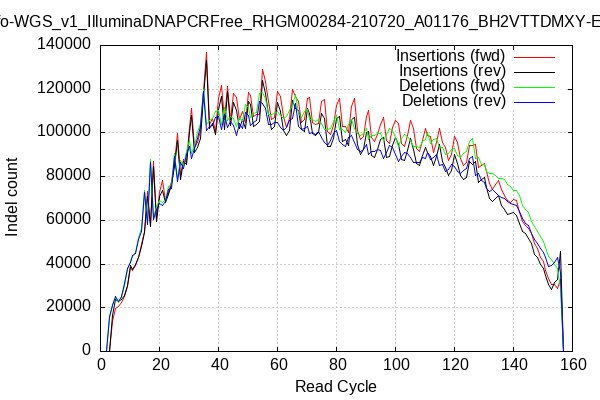 fo-WGS_v1_IlluminaDNAPCRFree_RHGM00284-210720_A01176_BH2VTTDMXY-E
140000
120000
100000
80000
60000
40000
20000
0
Indel count
Insertions (fwd)
Insertions (rev)
Deletions (fwd)
Deletions (rev)
0 20 40 60 80 100 120 140 160
Read Cycle